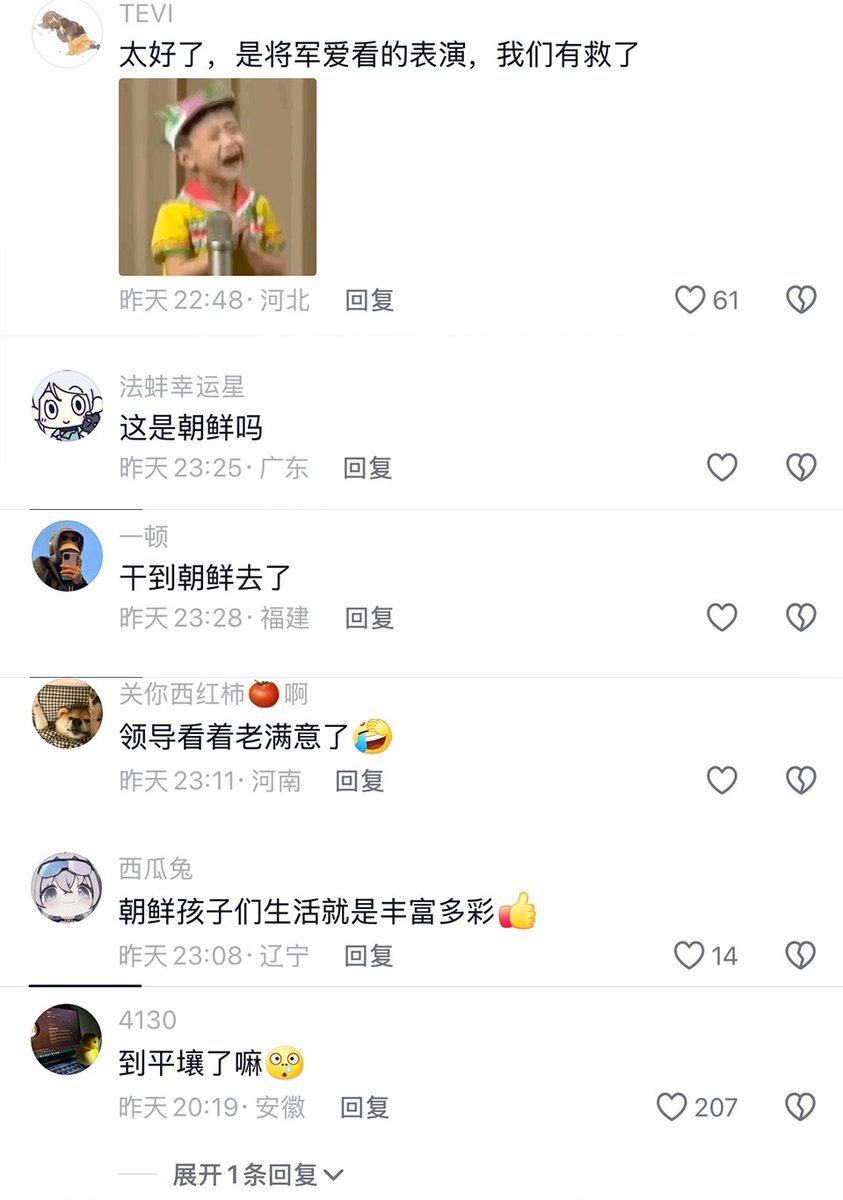 TEVI
太好了，是将军爱看的表演，我们有救了
昨天 22:48· 河北 回复 61
法蚌幸运星
这是朝鲜吗
昨天 23:25· 广东 回复
一顿
干到朝鲜去了
昨天 23:28· 福建 回复
关你西红柿🍅啊
领导看着老满意了🤣
昨天 23:11· 河南 回复
西瓜兔
朝鲜孩子们生活就是丰富多彩👍
昨天 23:08· 辽宁 回复 14
4130
到平壤了嘛😲
昨天 20:19· 安徽 回复 207
展开1条回复